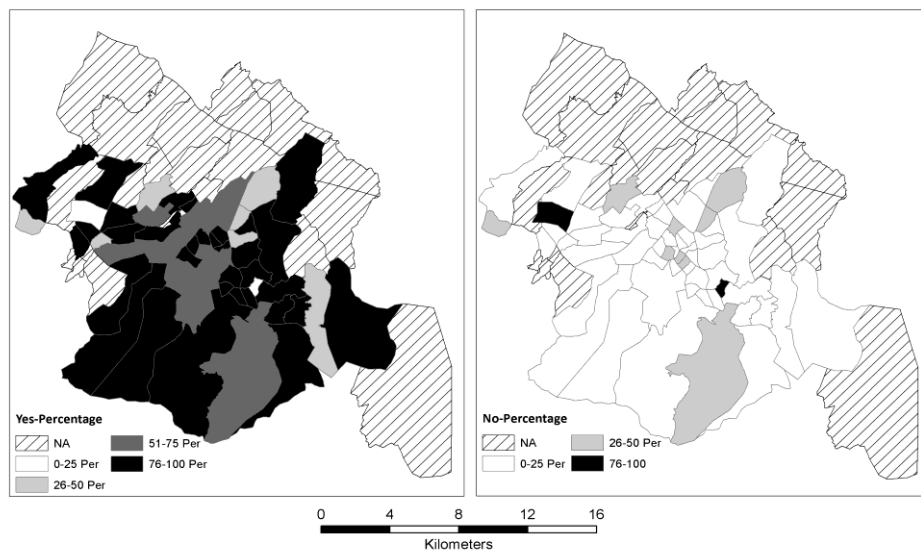 Yes-Percentage
NA
0-25 Per
26-50 Per
51-75 Per
76-100 Per
No-Percentage
NA
0-25 Per
26-50 Per
76-100
0 4 8 12 16
Kilometers